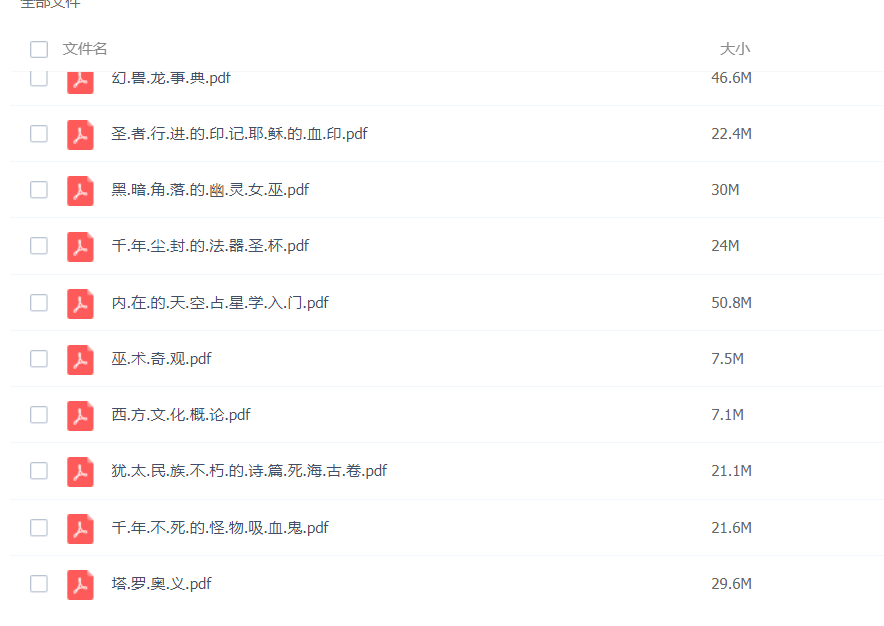 全部文件
文件名 大小
幻.兽.龙.事.典.pdf 46.6M
圣.者.行.进.的.印.记.耶.稣.的.血.印.pdf 22.4M
黑.暗.角.落.的.幽.灵.女.巫.pdf 30M
千.年.尘.封.的.法.器.圣.杯.pdf 24M
内.在.的.天.空.占.星.学.入.门.pdf 50.8M
巫.术.奇.观.pdf 7.5M
西.方.文.化.概.论.pdf 7.1M
犹.太.民.族.不.朽.的.诗.篇.死.海.古.卷.pdf 21.1M
千.年.不.死.的.怪.物.吸.血.鬼.pdf 21.6M
塔.罗.奥.义.pdf 29.6M